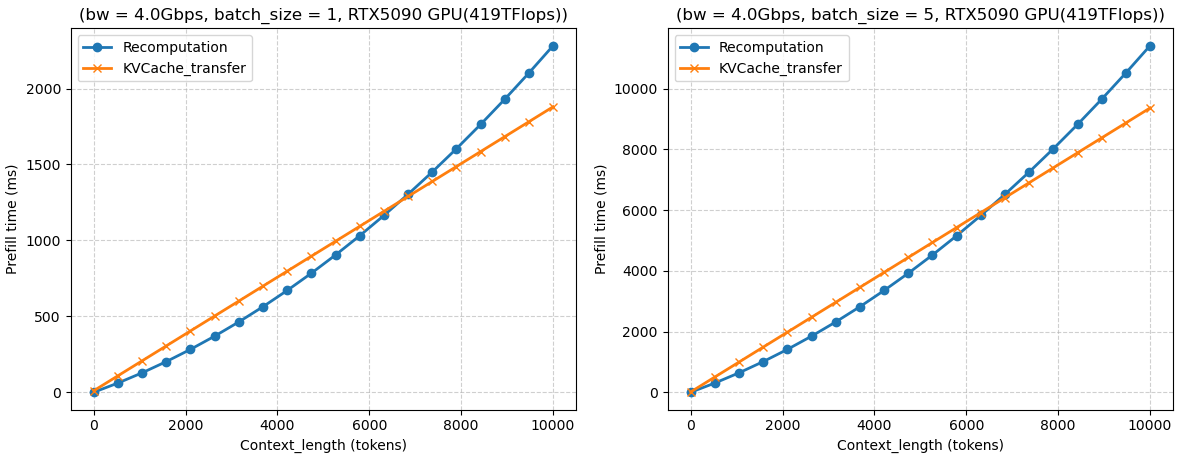 (bw = 4.0Gbps, batch_size = 1, RTX5090 GPU(419TFlops))
Recomputation
KVCache_transfer
Prefill time (ms)
2000
1500
1000
500
0
0 2000 4000 6000 8000 10000
Context_length (tokens)
(bw = 4.0Gbps, batch_size = 5, RTX5090 GPU(419TFlops))
Recomputation
KVCache_transfer
Prefill time (ms)
10000
8000
6000
4000
2000
0
0 2000 4000 6000 8000 10000
Context_length (tokens)